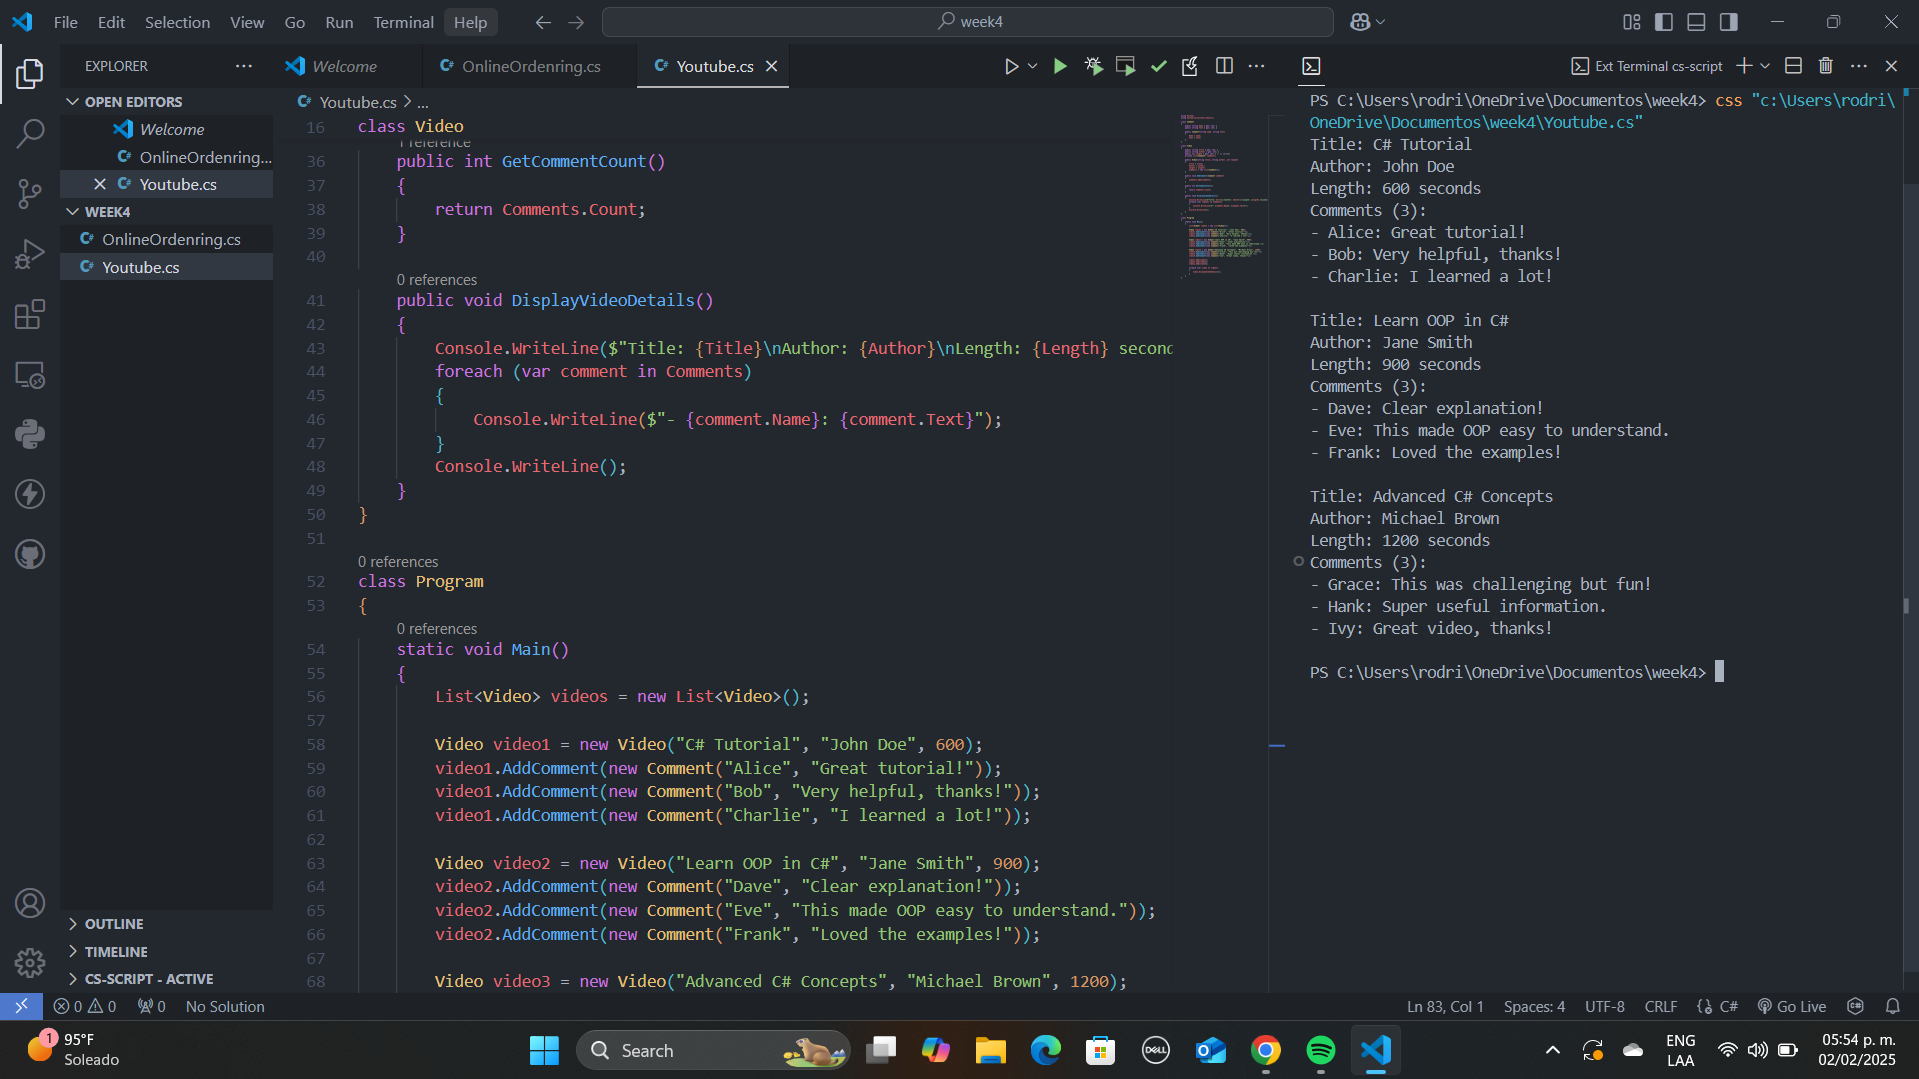 File Edit Selection View Go Run Terminal Help
week4
EXPLORER
OPEN EDITORS
Welcome
OnlineOrdenring...
Youtube.cs
WEEK4
OnlineOrdenring.cs
Youtube.cs
OUTLINE
TIMELINE
CS-SCRIPT - ACTIVE
Welcome
OnlineOrdenring.cs
Youtube.cs
Youtube.cs > ...
16 class Video
1 reference
36 public int GetCommentCount()
37 {
38 return Comments.Count;
39 }
40
0 references
41 public void DisplayVideoDetails()
42 {
43 Console.WriteLine($"Title: {Title}\nAuthor: {Author}\nLength: {Length} second
44 foreach (var comment in Comments)
45 {
46 Console.WriteLine($"- {comment.Name}: {comment.Text}");
47 }
48 Console.WriteLine();
49 }
50 }
51
0 references
52 class Program
53 {
0 references
54 static void Main()
55 {
56 List<Video> videos = new List<Video>();
57
58 Video video1 = new Video("C# Tutorial", "John Doe", 600);
59 video1.AddComment(new Comment("Alice", "Great tutorial!"));
60 video1.AddComment(new Comment("Bob", "Very helpful, thanks!"));
61 video1.AddComment(new Comment("Charlie", "I learned a lot!"));
62
63 Video video2 = new Video("Learn OOP in C#", "Jane Smith", 900);
64 video2.AddComment(new Comment("Dave", "Clear explanation!"));
65 video2.AddComment(new Comment("Eve", "This made OOP easy to understand."));
66 video2.AddComment(new Comment("Frank", "Loved the examples!"));
67
68 Video video3 = new Video("Advanced C# Concepts", "Michael Brown", 1200);
Ext Terminal cs-script
PS C:\Users\rodri\OneDrive\Documentos\week4> css "c:\Users\rodri\
OneDrive\Documentos\week4\Youtube.cs"
Title: C# Tutorial
Author: John Doe
Length: 600 seconds
Comments (3):
- Alice: Great tutorial!
- Bob: Very helpful, thanks!
- Charlie: I learned a lot!
Title: Learn OOP in C#
Author: Jane Smith
Length: 900 seconds
Comments (3):
- Dave: Clear explanation!
- Eve: This made OOP easy to understand.
- Frank: Loved the examples!
Title: Advanced C# Concepts
Author: Michael Brown
Length: 1200 seconds
Comments (3):
- Grace: This was challenging but fun!
- Hank: Super useful information.
- Ivy: Great video, thanks!
PS C:\Users\rodri\OneDrive\Documentos\week4>
0 0 0 No Solution
Ln 83, Col 1 Spaces: 4 UTF-8 CRLF C# Go Live
1
95°F
Soleado
Search
DELL
ENG
LAA
05:54 p. m.
02/02/2025